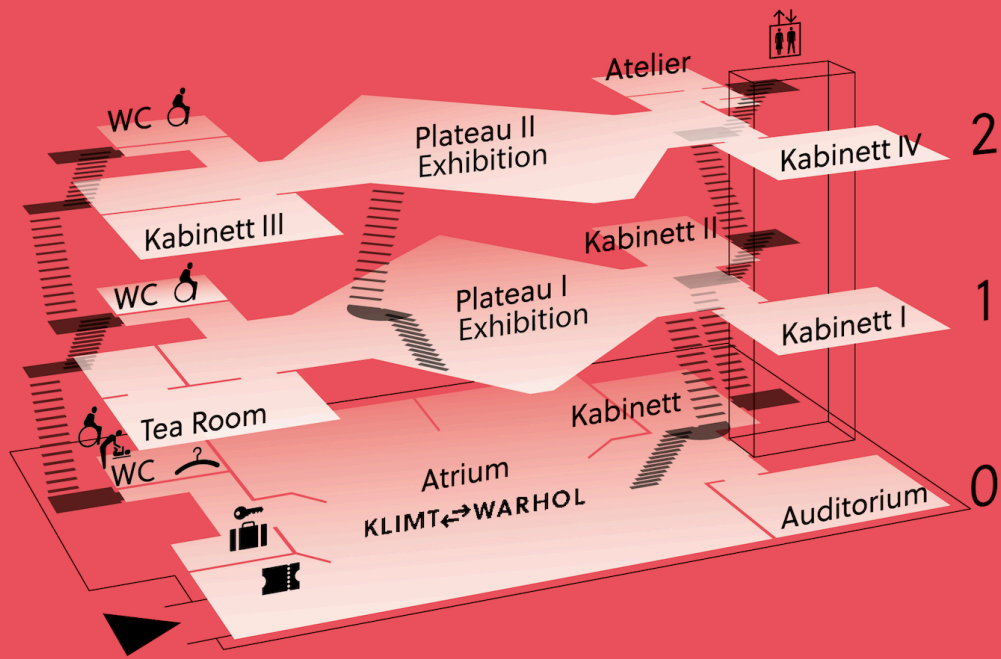 Atelier
WC
Plateau II
Exhibition
2
Kabinett IV
Kabinett III
Kabinett II
WC
Plateau I
Exhibition
1
Kabinett I
Tea Room
Kabinett
WC
Atrium
KLIMT⇄WARHOL
0
Auditorium